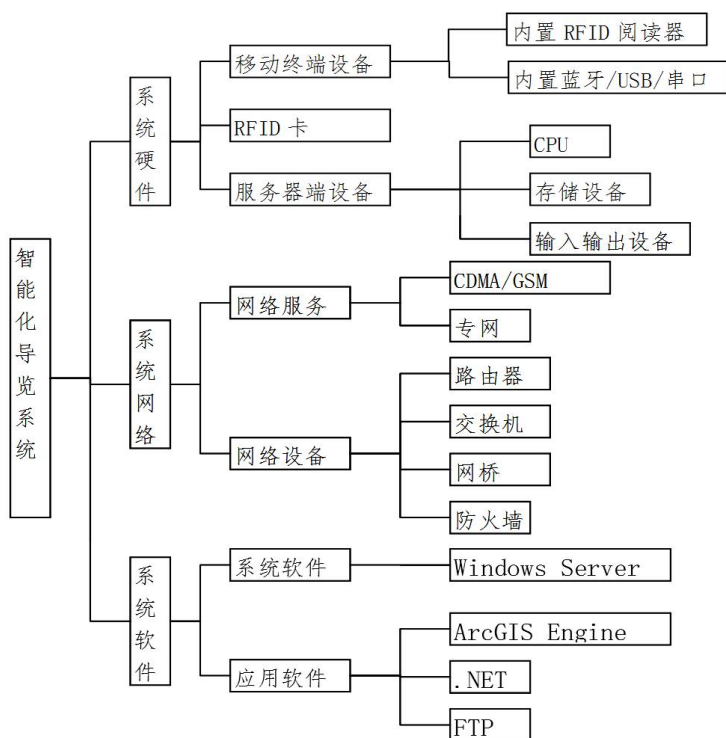 智能化导览系统
系统硬件
移动终端设备
内置 RFID 阅读器
内置蓝牙/USB/串口
RFID 卡
服务器端设备
CPU
存储设备
输入输出设备
系统网络
网络服务
CDMA/GSM
专网
网络设备
路由器
交换机
网桥
防火墙
系统软件
系统软件
Windows Server
应用软件
ArcGIS Engine
.NET
FTP